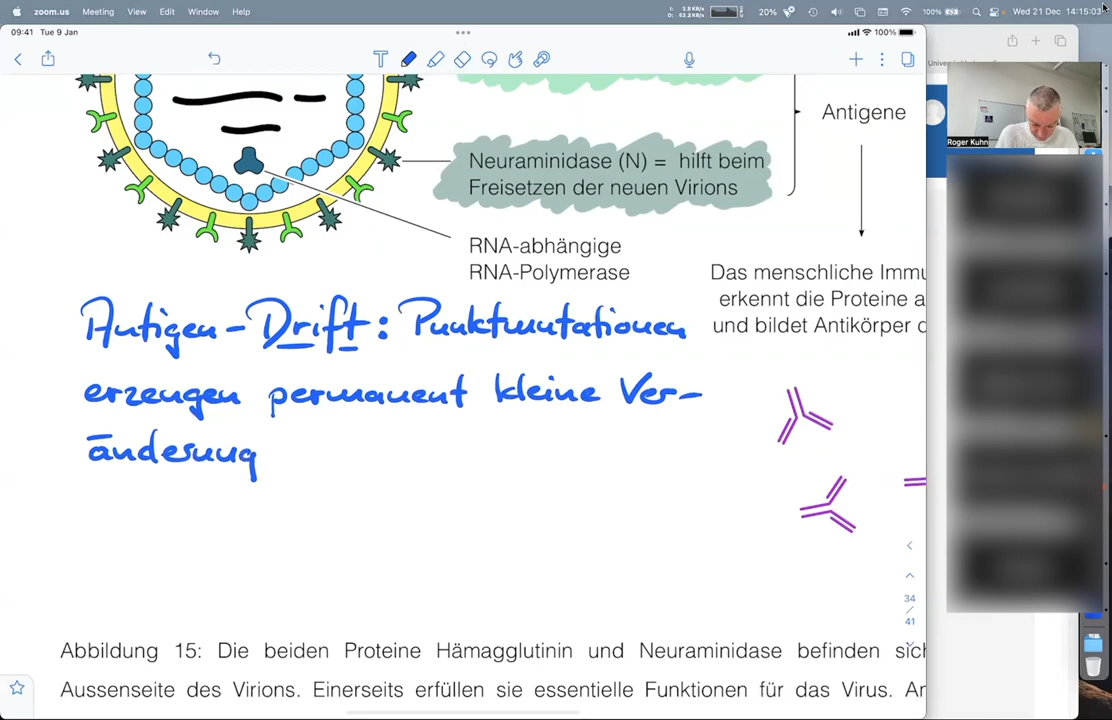 zoom.us Meeting View Edit Window Help
20% 100% Wed 21 Dec 14:15:03
09:41 Tue 9 Jan
100%
Antigene
Roger Kuhn
Neuraminidase (N) = hilft beim
Freisetzen der neuen Virions
RNA-abhängige
RNA-Polymerase
Das menschliche Immu
erkennt die Proteine a
und bildet Antikörper d
Antigen-Drift: Punktmutationen
erzeugen permanent kleine Ver-
änderung
34
/
41
Abbildung 15: Die beiden Proteine Hämagglutinin und Neuraminidase befinden sich
Aussenseite des Virions. Einerseits erfüllen sie essentielle Funktionen für das Virus. An